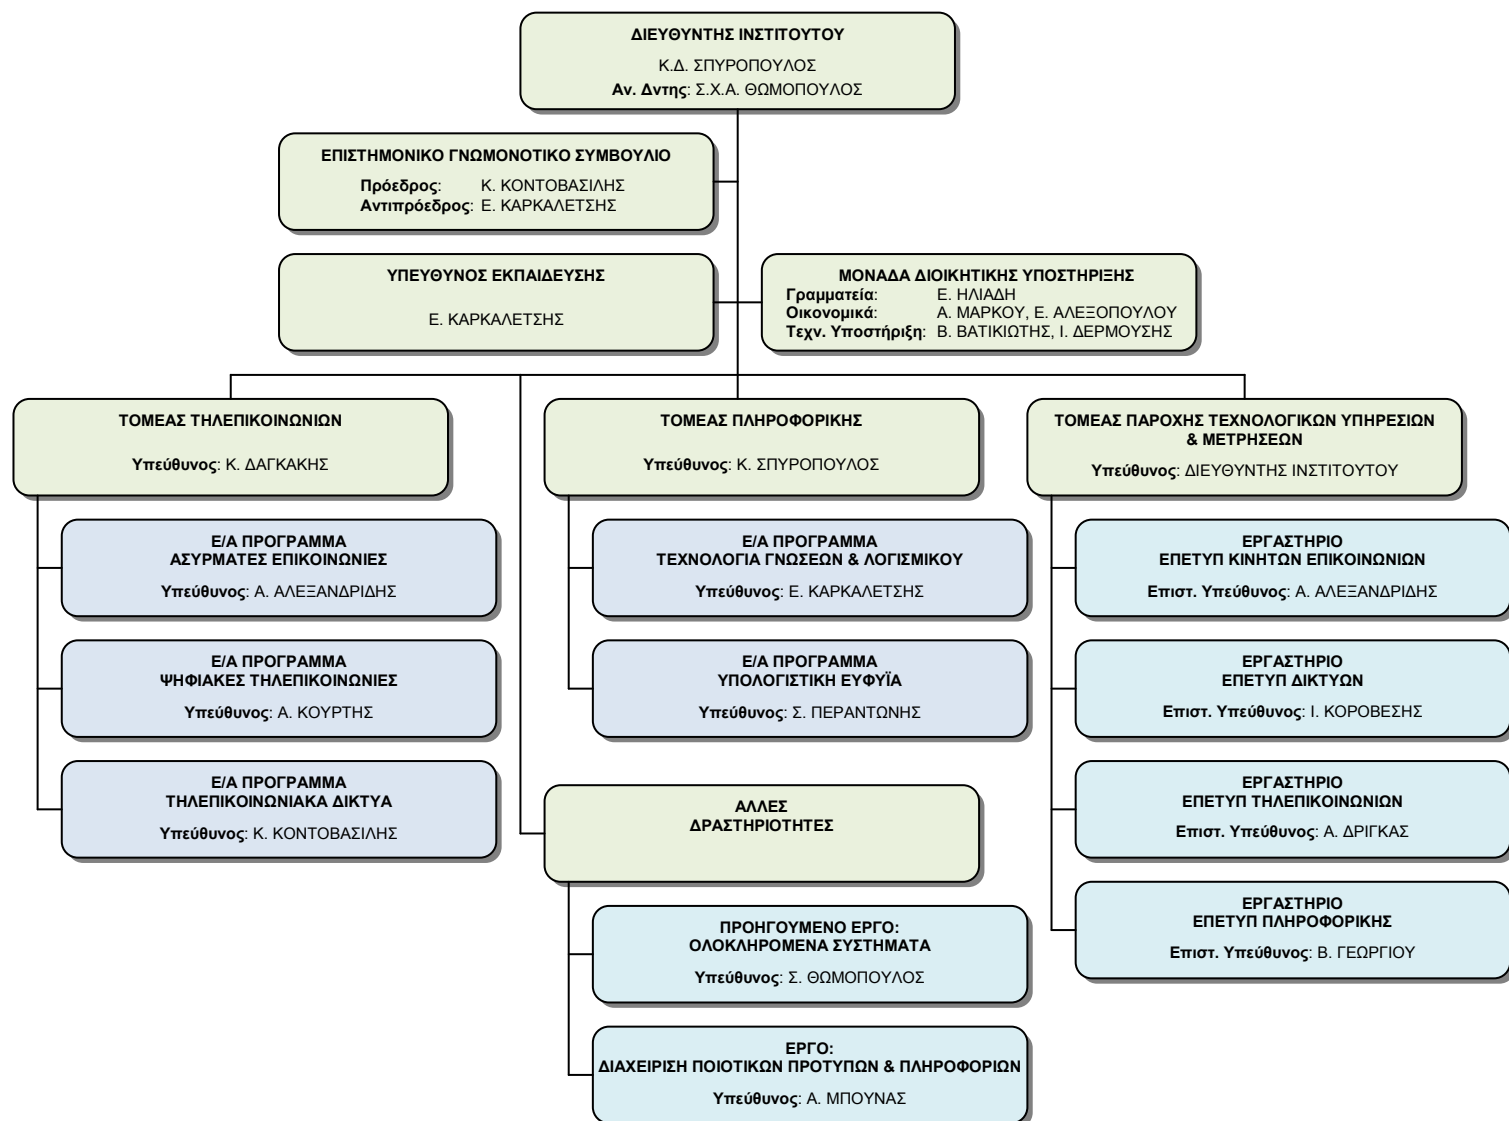 ΔΙΕΥΘΥΝΤΗΣ ΙΝΣΤΙΤΟΥΤΟΥ
Κ.Δ. ΣΠΥΡΟΠΟΥΛΟΣ
Αν. Δντης: Σ.Χ.Α. ΘΩΜΟΠΟΥΛΟΣ
ΕΠΙΣΤΗΜΟΝΙΚΟ ΓΝΩΜΟΝΟΤΙΚΟ ΣΥΜΒΟΥΛΙΟ
Πρόεδρος: Κ. ΚΟΝΤΟΒΑΣΙΛΗΣ
Αντιπρόεδρος: Ε. ΚΑΡΚΑΛΕΤΣΗΣ
ΥΠΕΥΘΥΝΟΣ ΕΚΠΑΙΔΕΥΣΗΣ
Ε. ΚΑΡΚΑΛΕΤΣΗΣ
ΜΟΝΑΔΑ ΔΙΟΙΚΗΤΙΚΗΣ ΥΠΟΣΤΗΡΙΞΗΣ
Γραμματεία: Ε. ΗΛΙΑΔΗ
Οικονομικά: Α. ΜΑΡΚΟΥ, Ε. ΑΛΕΞΟΠΟΥΛΟΥ
Τεχν. Υποστήριξη: Β. ΒΑΤΙΚΙΩΤΗΣ, Ι. ΔΕΡΜΟΥΣΗΣ
ΤΟΜΕΑΣ ΤΗΛΕΠΙΚΟΙΝΩΝΙΩΝ
Υπεύθυνος: Κ. ΔΑΓΚΑΚΗΣ
Ε/Α ΠΡΟΓΡΑΜΜΑ
ΑΣΥΡΜΑΤΕΣ ΕΠΙΚΟΙΝΩΝΙΕΣ
Υπεύθυνος: Α. ΑΛΕΞΑΝΔΡΙΔΗΣ
Ε/Α ΠΡΟΓΡΑΜΜΑ
ΨΗΦΙΑΚΕΣ ΤΗΛΕΠΙΚΟΙΝΩΝΙΕΣ
Υπεύθυνος: Α. ΚΟΥΡΤΗΣ
Ε/Α ΠΡΟΓΡΑΜΜΑ
ΤΗΛΕΠΙΚΟΙΝΩΝΙΑΚΑ ΔΙΚΤΥΑ
Υπεύθυνος: Κ. ΚΟΝΤΟΒΑΣΙΛΗΣ
ΤΟΜΕΑΣ ΠΛΗΡΟΦΟΡΙΚΗΣ
Υπεύθυνος: Κ. ΣΠΥΡΟΠΟΥΛΟΣ
Ε/Α ΠΡΟΓΡΑΜΜΑ
ΤΕΧΝΟΛΟΓΙΑ ΓΝΩΣΕΩΝ & ΛΟΓΙΣΜΙΚΟΥ
Υπεύθυνος: Ε. ΚΑΡΚΑΛΕΤΣΗΣ
Ε/Α ΠΡΟΓΡΑΜΜΑ
ΥΠΟΛΟΓΙΣΤΙΚΗ ΕΥΦΥΪΑ
Υπεύθυνος: Σ. ΠΕΡΑΝΤΩΝΗΣ
ΑΛΛΕΣ
ΔΡΑΣΤΗΡΙΟΤΗΤΕΣ
ΠΡΟΗΓΟΥΜΕΝΟ ΕΡΓΟ:
ΟΛΟΚΛΗΡΟΜΕΝΑ ΣΥΣΤΗΜΑΤΑ
Υπεύθυνος: Σ. ΘΩΜΟΠΟΥΛΟΣ
ΕΡΓΟ:
ΔΙΑΧΕΙΡΙΣΗ ΠΟΙΟΤΙΚΩΝ ΠΡΟΤΥΠΩΝ & ΠΛΗΡΟΦΟΡΙΩΝ
Υπεύθυνος: Α. ΜΠΟΥΝΑΣ
ΤΟΜΕΑΣ ΠΑΡΟΧΗΣ ΤΕΧΝΟΛΟΓΙΚΩΝ ΥΠΗΡΕΣΙΩΝ
& ΜΕΤΡΗΣΕΩΝ
Υπεύθυνος: ΔΙΕΥΘΥΝΤΗΣ ΙΝΣΤΙΤΟΥΤΟΥ
ΕΡΓΑΣΤΗΡΙΟ
ΕΠΕΤΥΠ ΚΙΝΗΤΩΝ ΕΠΙΚΟΙΝΩΝΙΩΝ
Επιστ. Υπεύθυνος: Α. ΑΛΕΞΑΝΔΡΙΔΗΣ
ΕΡΓΑΣΤΗΡΙΟ
ΕΠΕΤΥΠ ΔΙΚΤΥΩΝ
Επιστ. Υπεύθυνος: Ι. ΚΟΡΟΒΕΣΗΣ
ΕΡΓΑΣΤΗΡΙΟ
ΕΠΕΤΥΠ ΤΗΛΕΠΙΚΟΙΝΩΝΙΩΝ
Επιστ. Υπεύθυνος: Α. ΔΡΙΓΚΑΣ
ΕΡΓΑΣΤΗΡΙΟ
ΕΠΕΤΥΠ ΠΛΗΡΟΦΟΡΙΚΗΣ
Επιστ. Υπεύθυνος: Β. ΓΕΩΡΓΙΟΥ